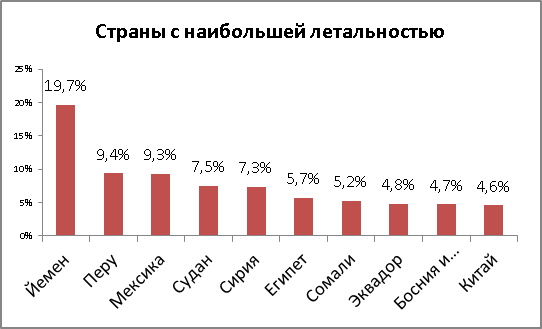 Страны с наибольшей летальностью
25%
20%
15%
10%
5%
0%
19,7%
9,4%
9,3%
7,5%
7,3%
5,7%
5,2%
4,8%
4,7%
4,6%
Йемен
Перу
Мексика
Судан
Сирия
Египет
Сомали
Эквадор
Босния и...
Китай